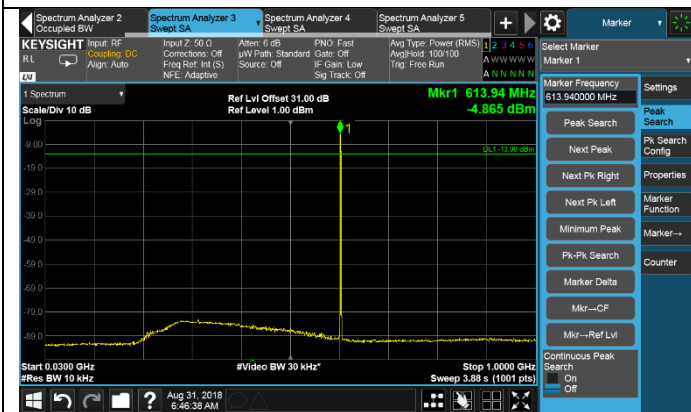 Spectrum Analyzer 2
Occupied BW
Spectrum Analyzer 3
Swept SA
Spectrum Analyzer 4
Swept SA
Spectrum Analyzer 5
Swept SA
+
Marker
KEYSIGHT
RL
Input: RF
Coupling: DC
Align: Auto
Input Z: 50 Ω
Corrections: Off
Freq Ref: Int (S)
NFE: Adaptive
Atten: 6 dB
µW Path: Standard
Source: Off
PNO: Fast
Gate: Off
IF Gain: Low
Sig Track: Off
Avg Type: Power (RMS)
Avg|Hold: 100/100
Trig: Free Run
1 2 3 4 5 6
A W W W W W
A N N N N N
Select Marker
Marker 1
1 Spectrum
Scale/Div 10 dB
Log
Ref Lvl Offset 31.00 dB
Ref Level 1.00 dBm
Mkr1 613.94 MHz
-4.865 dBm
1
DL1 -13.00 dBm
-9.00
-19.0
-29.0
-39.0
-49.0
-59.0
-69.0
-79.0
-89.0
Start 0.0300 GHz
#Res BW 10 kHz
#Video BW 30 kHz*
Stop 1.0000 GHz
Sweep 3.88 s (1001 pts)
Marker Frequency
613.940000 MHz
Peak Search
Next Peak
Next Pk Right
Next Pk Left
Minimum Peak
Pk-Pk Search
Marker Delta
Mkr→CF
Mkr→Ref Lvl
Continuous Peak
Search
On
Off
Settings
Peak
Search
Pk Search
Config
Properties
Marker
Function
Marker→
Counter
?
Aug 31, 2018
6:46:38 AM